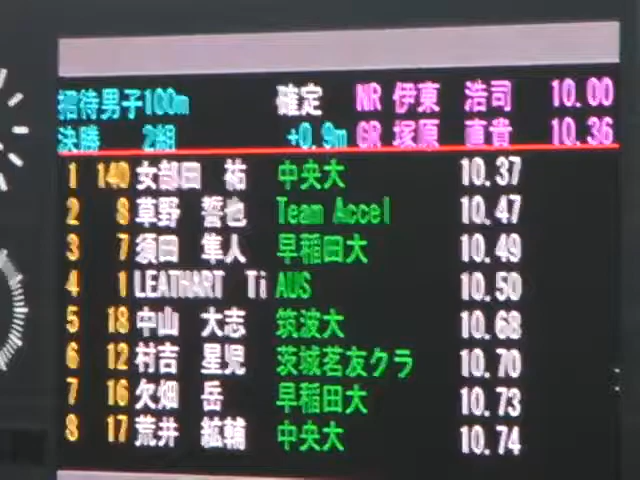 招待男子100m 確定 NR 伊東 浩司 10.00
決勝 2組 +0.9m GR 塚原 直貴 10.36
1 140 女部田 祐 中央大 10.37
2 8 草野 誓也 Team Accel 10.47
3 7 須田 隼人 早稲田大 10.49
4 1 LEATHART Ti AUS 10.50
5 18 中山 大志 筑波大 10.68
6 12 村吉 星児 茨城茗友クラ 10.70
7 16 欠畑 岳 早稲田大 10.73
8 17 荒井 紘輔 中央大 10.74